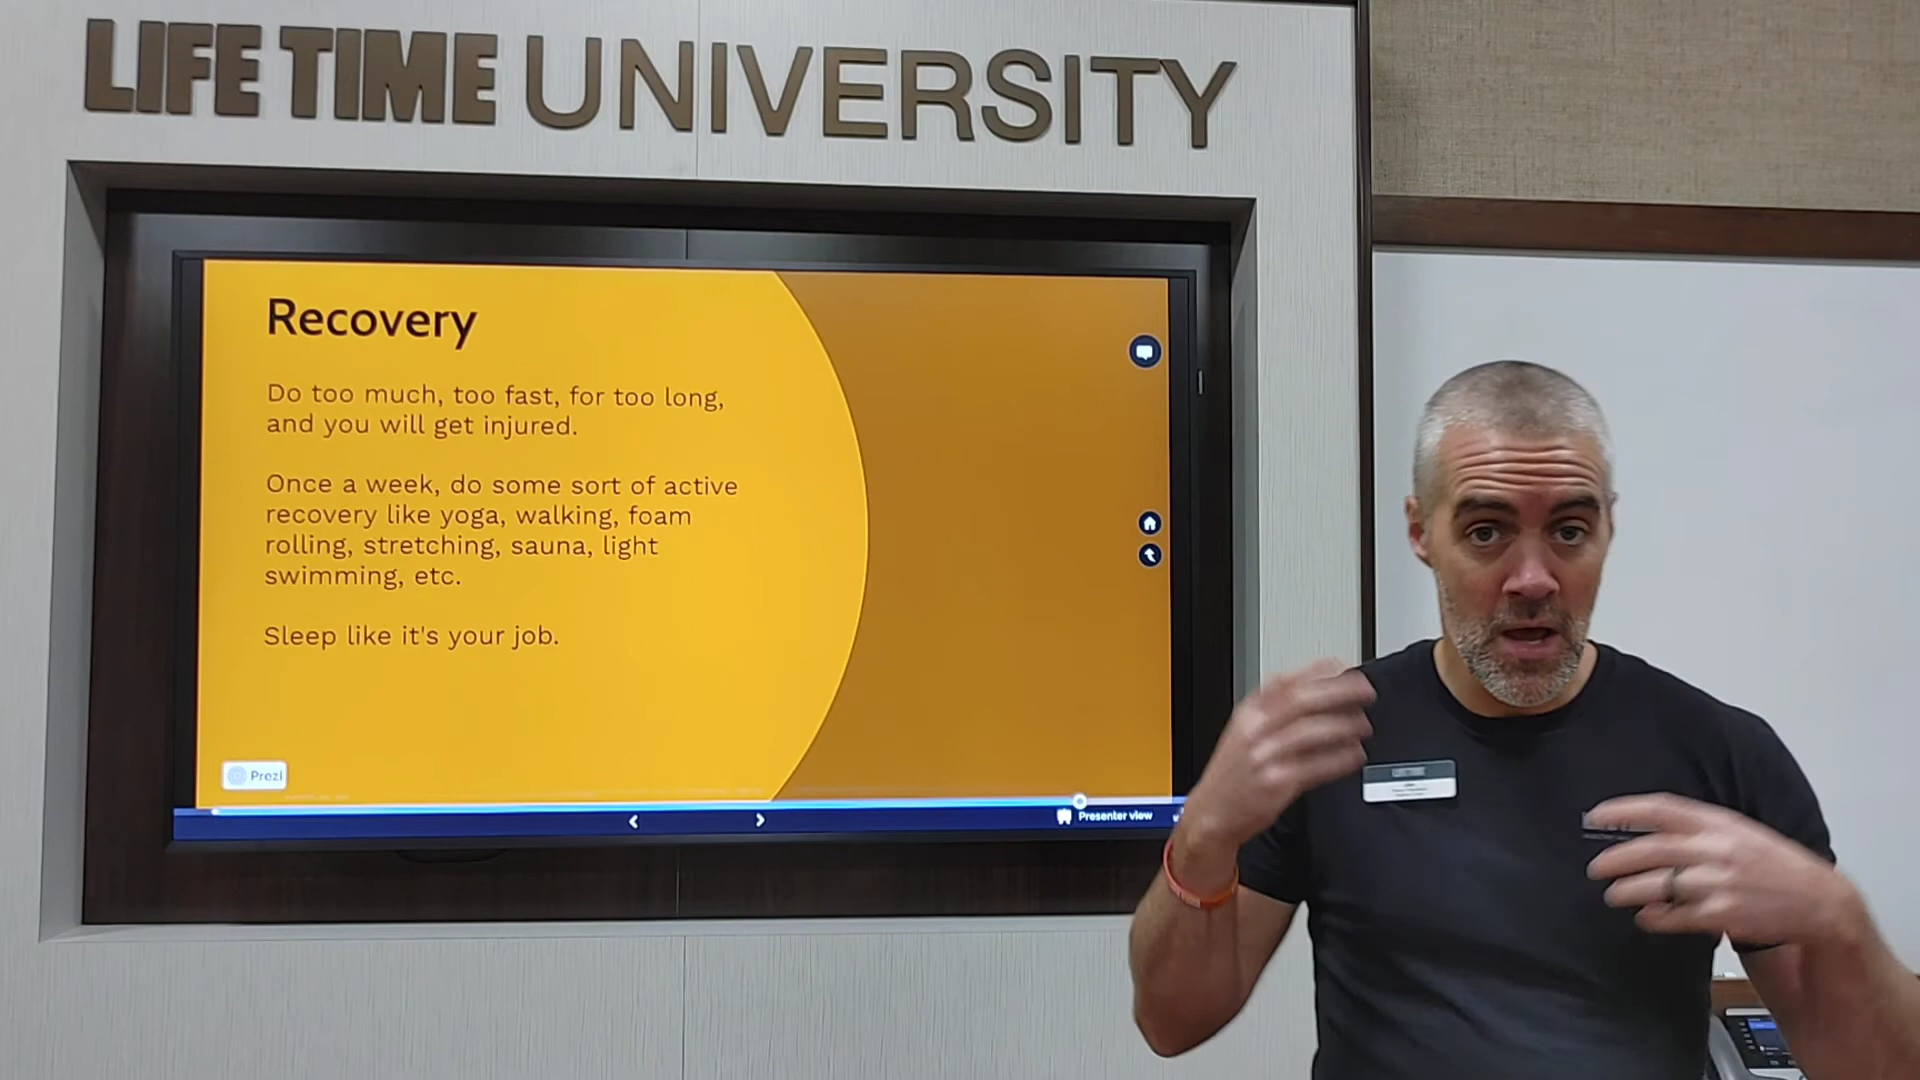 LIFE TIME UNIVERSITY
Recovery
Do too much, too fast, for too long,
and you will get injured.
Once a week, do some sort of active
recovery like yoga, walking, foam
rolling, stretching, sauna, light
swimming, etc.
Sleep like it's your job.
Prezi
Presenter view